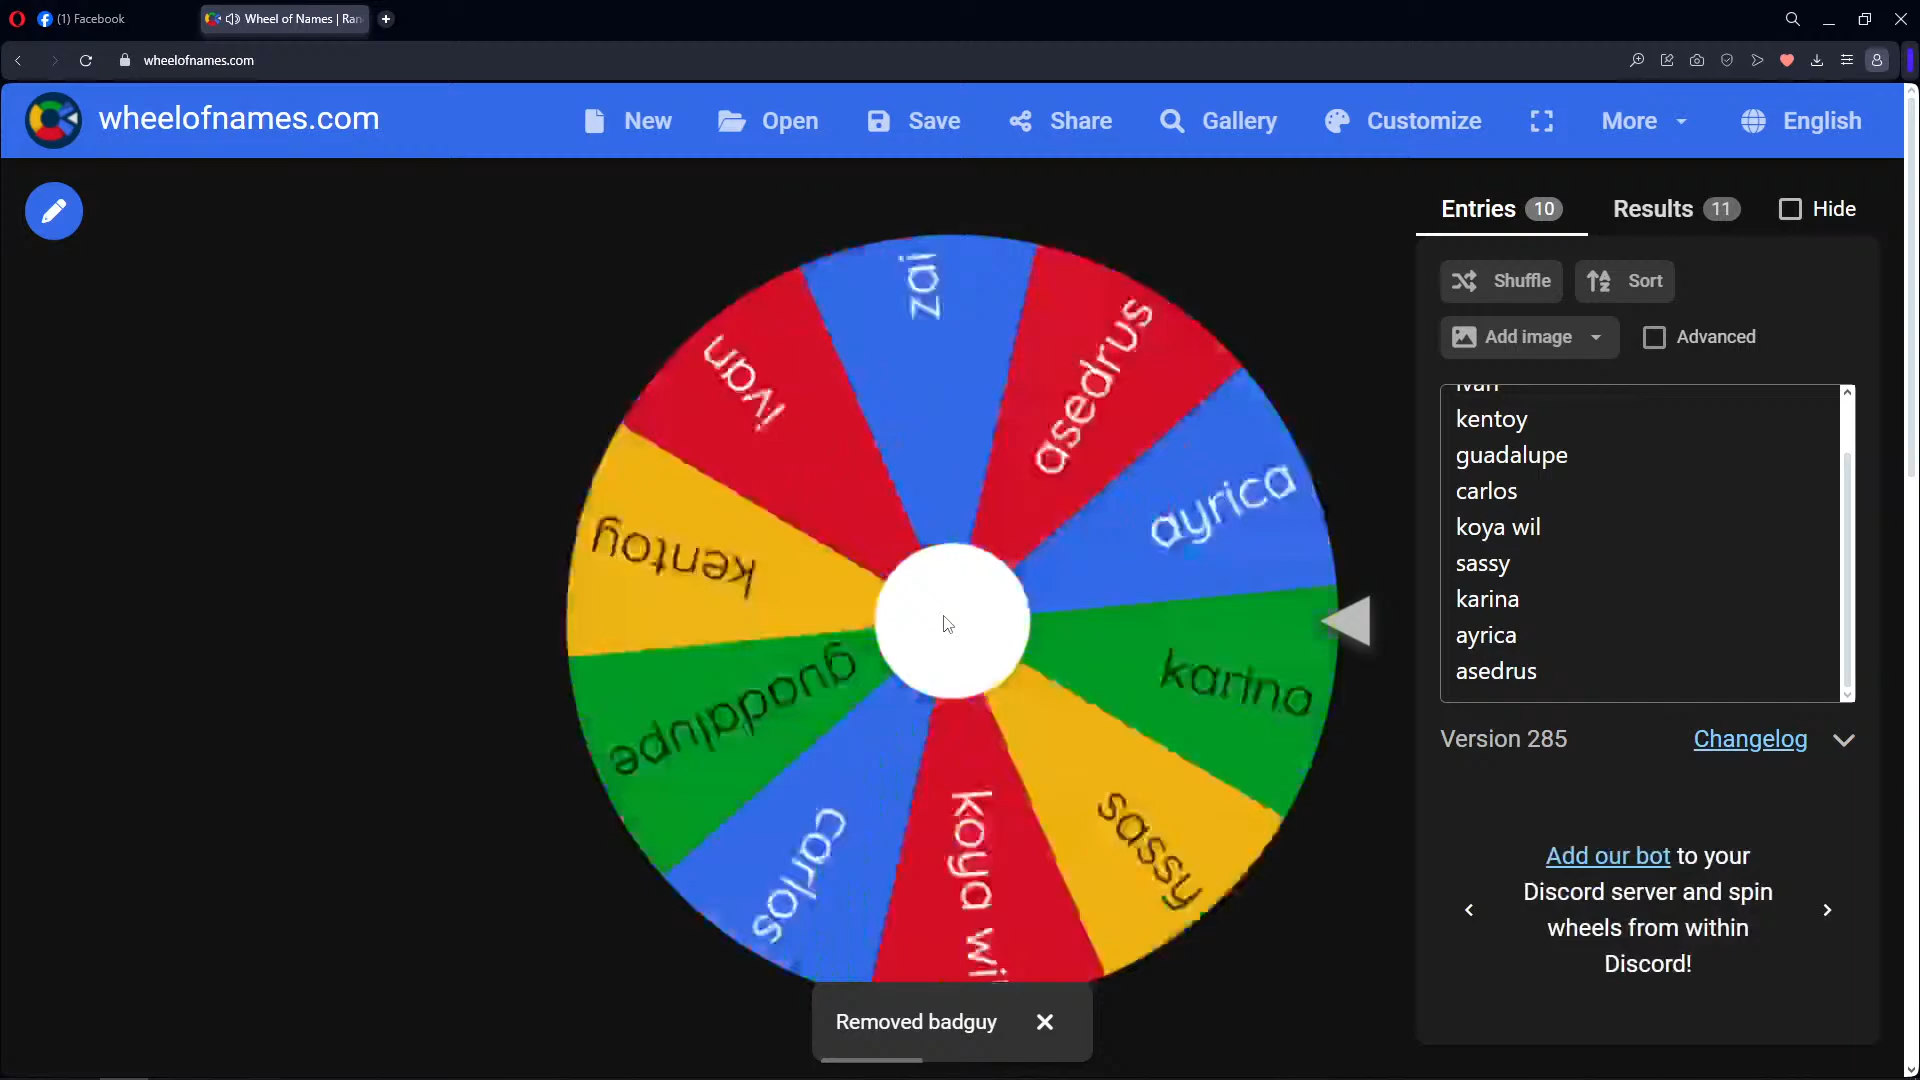 (1) Facebook
Wheel of Names | Ran
wheelofnames.com
wheelofnames.com
New
Open
Save
Share
Gallery
Customize
More
English
Entries 10
Results 11
Hide
Shuffle
Sort
Add image
Advanced
ivan
kentoy
guadalupe
carlos
koya wil
sassy
karina
ayrica
asedrus
Version 285
Changelog
Add our bot to your
Discord server and spin
wheels from within
Discord!
zai
asedrus
ayrica
karina
sassy
koya wil
carlos
guadalupe
kentoy
ivan
Removed badguy